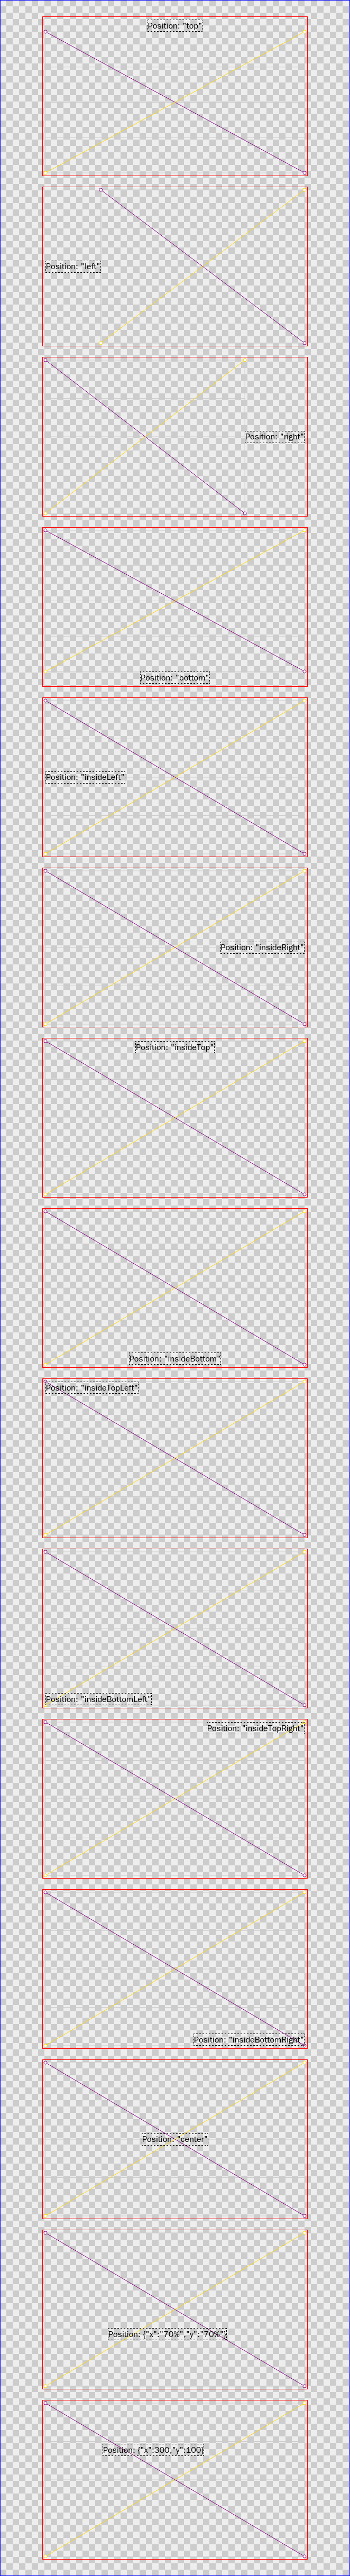 Position: "top"
Position: "left"
Position: "right"
Position: "bottom"
Position: "insideLeft"
Position: "insideRight"
Position: "insideTop"
Position: "insideBottom"
Position: "insideTopLeft"
Position: "insideBottomLeft"
Position: "insideTopRight"
Position: "insideBottomRight"
Position: "center"
Position: {"x":"70%","y":"70%"}
Position: {"x":300,"y":100}